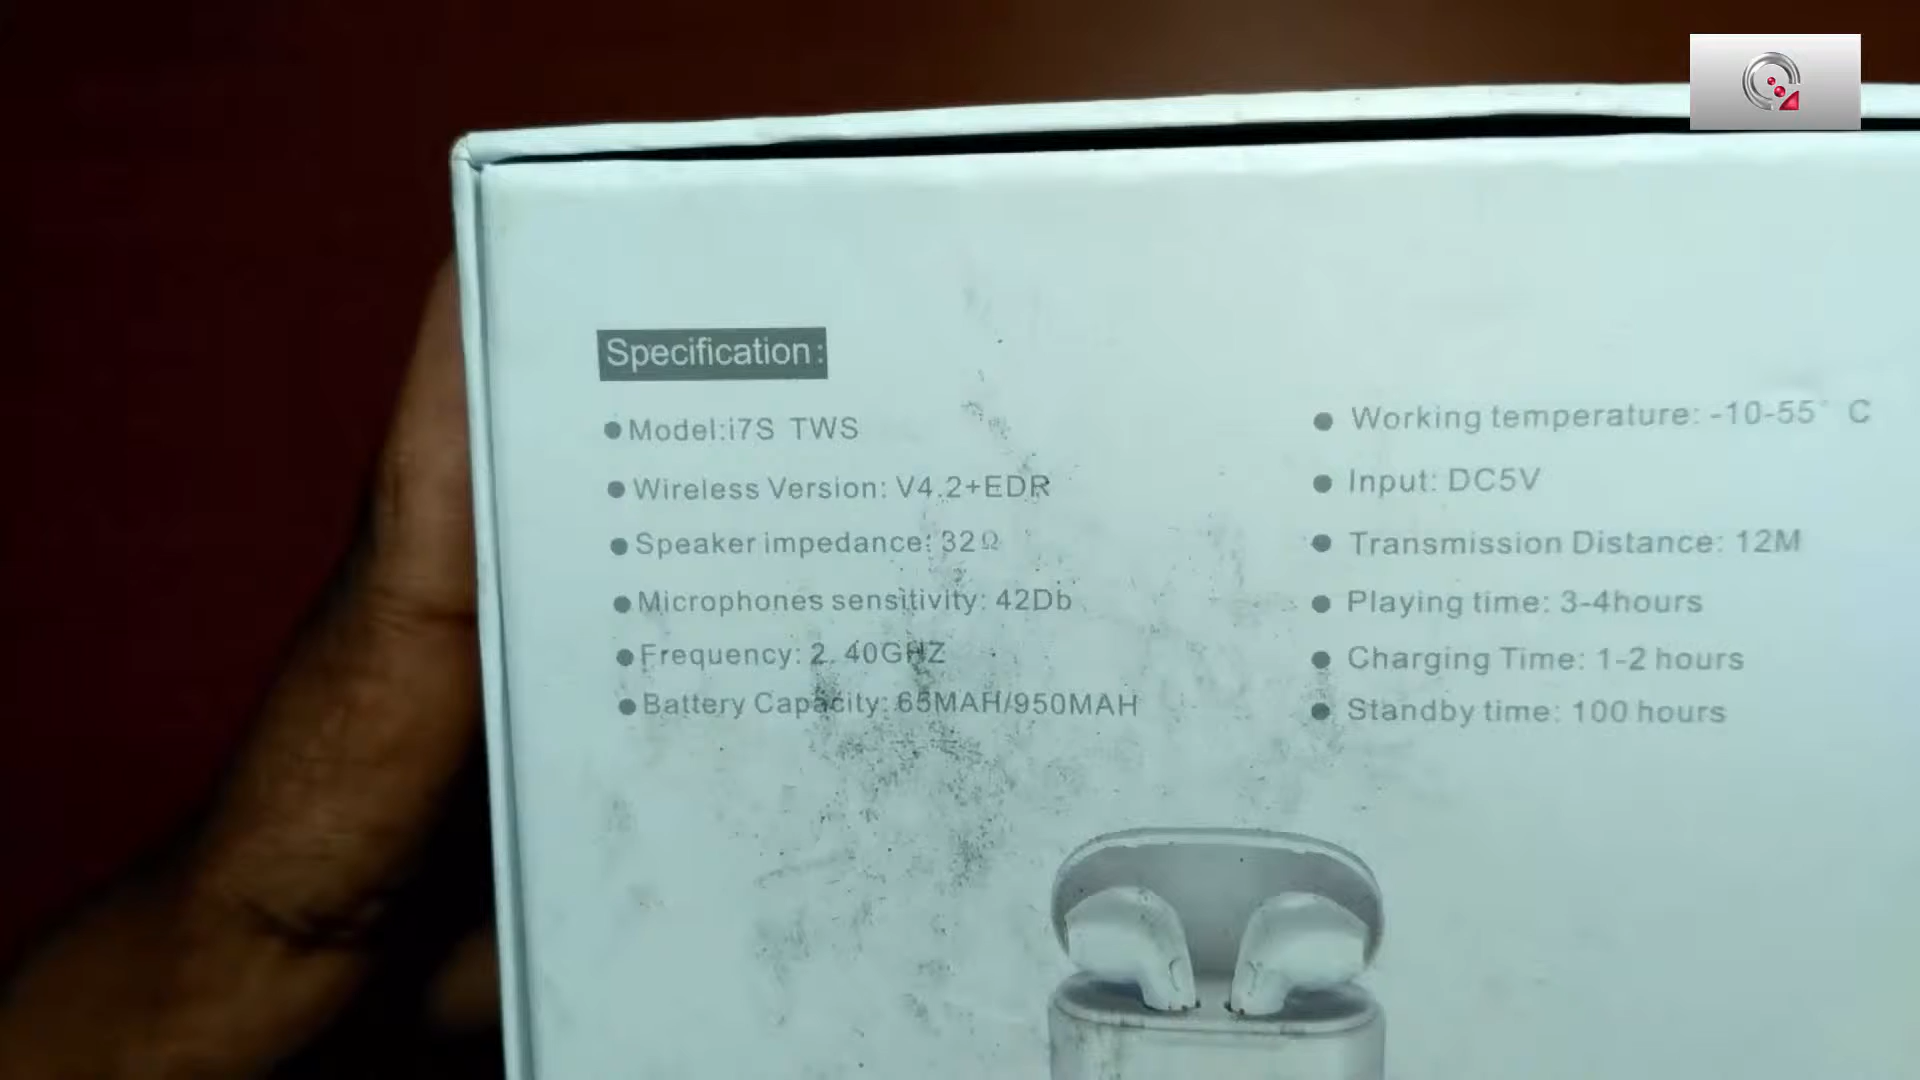 Specification:
●Model:i7S TWS
●Wireless Version: V4.2+EDR
●Speaker impedance: 32Ω
●Microphones sensitivity: 42Db
●Frequency: 2. 40GHZ
●Battery Capacity: 65MAH/950MAH
● Working temperature: -10-55° C
● Input: DC5V
● Transmission Distance: 12M
● Playing time: 3-4hours
● Charging Time: 1-2 hours
● Standby time: 100 hours